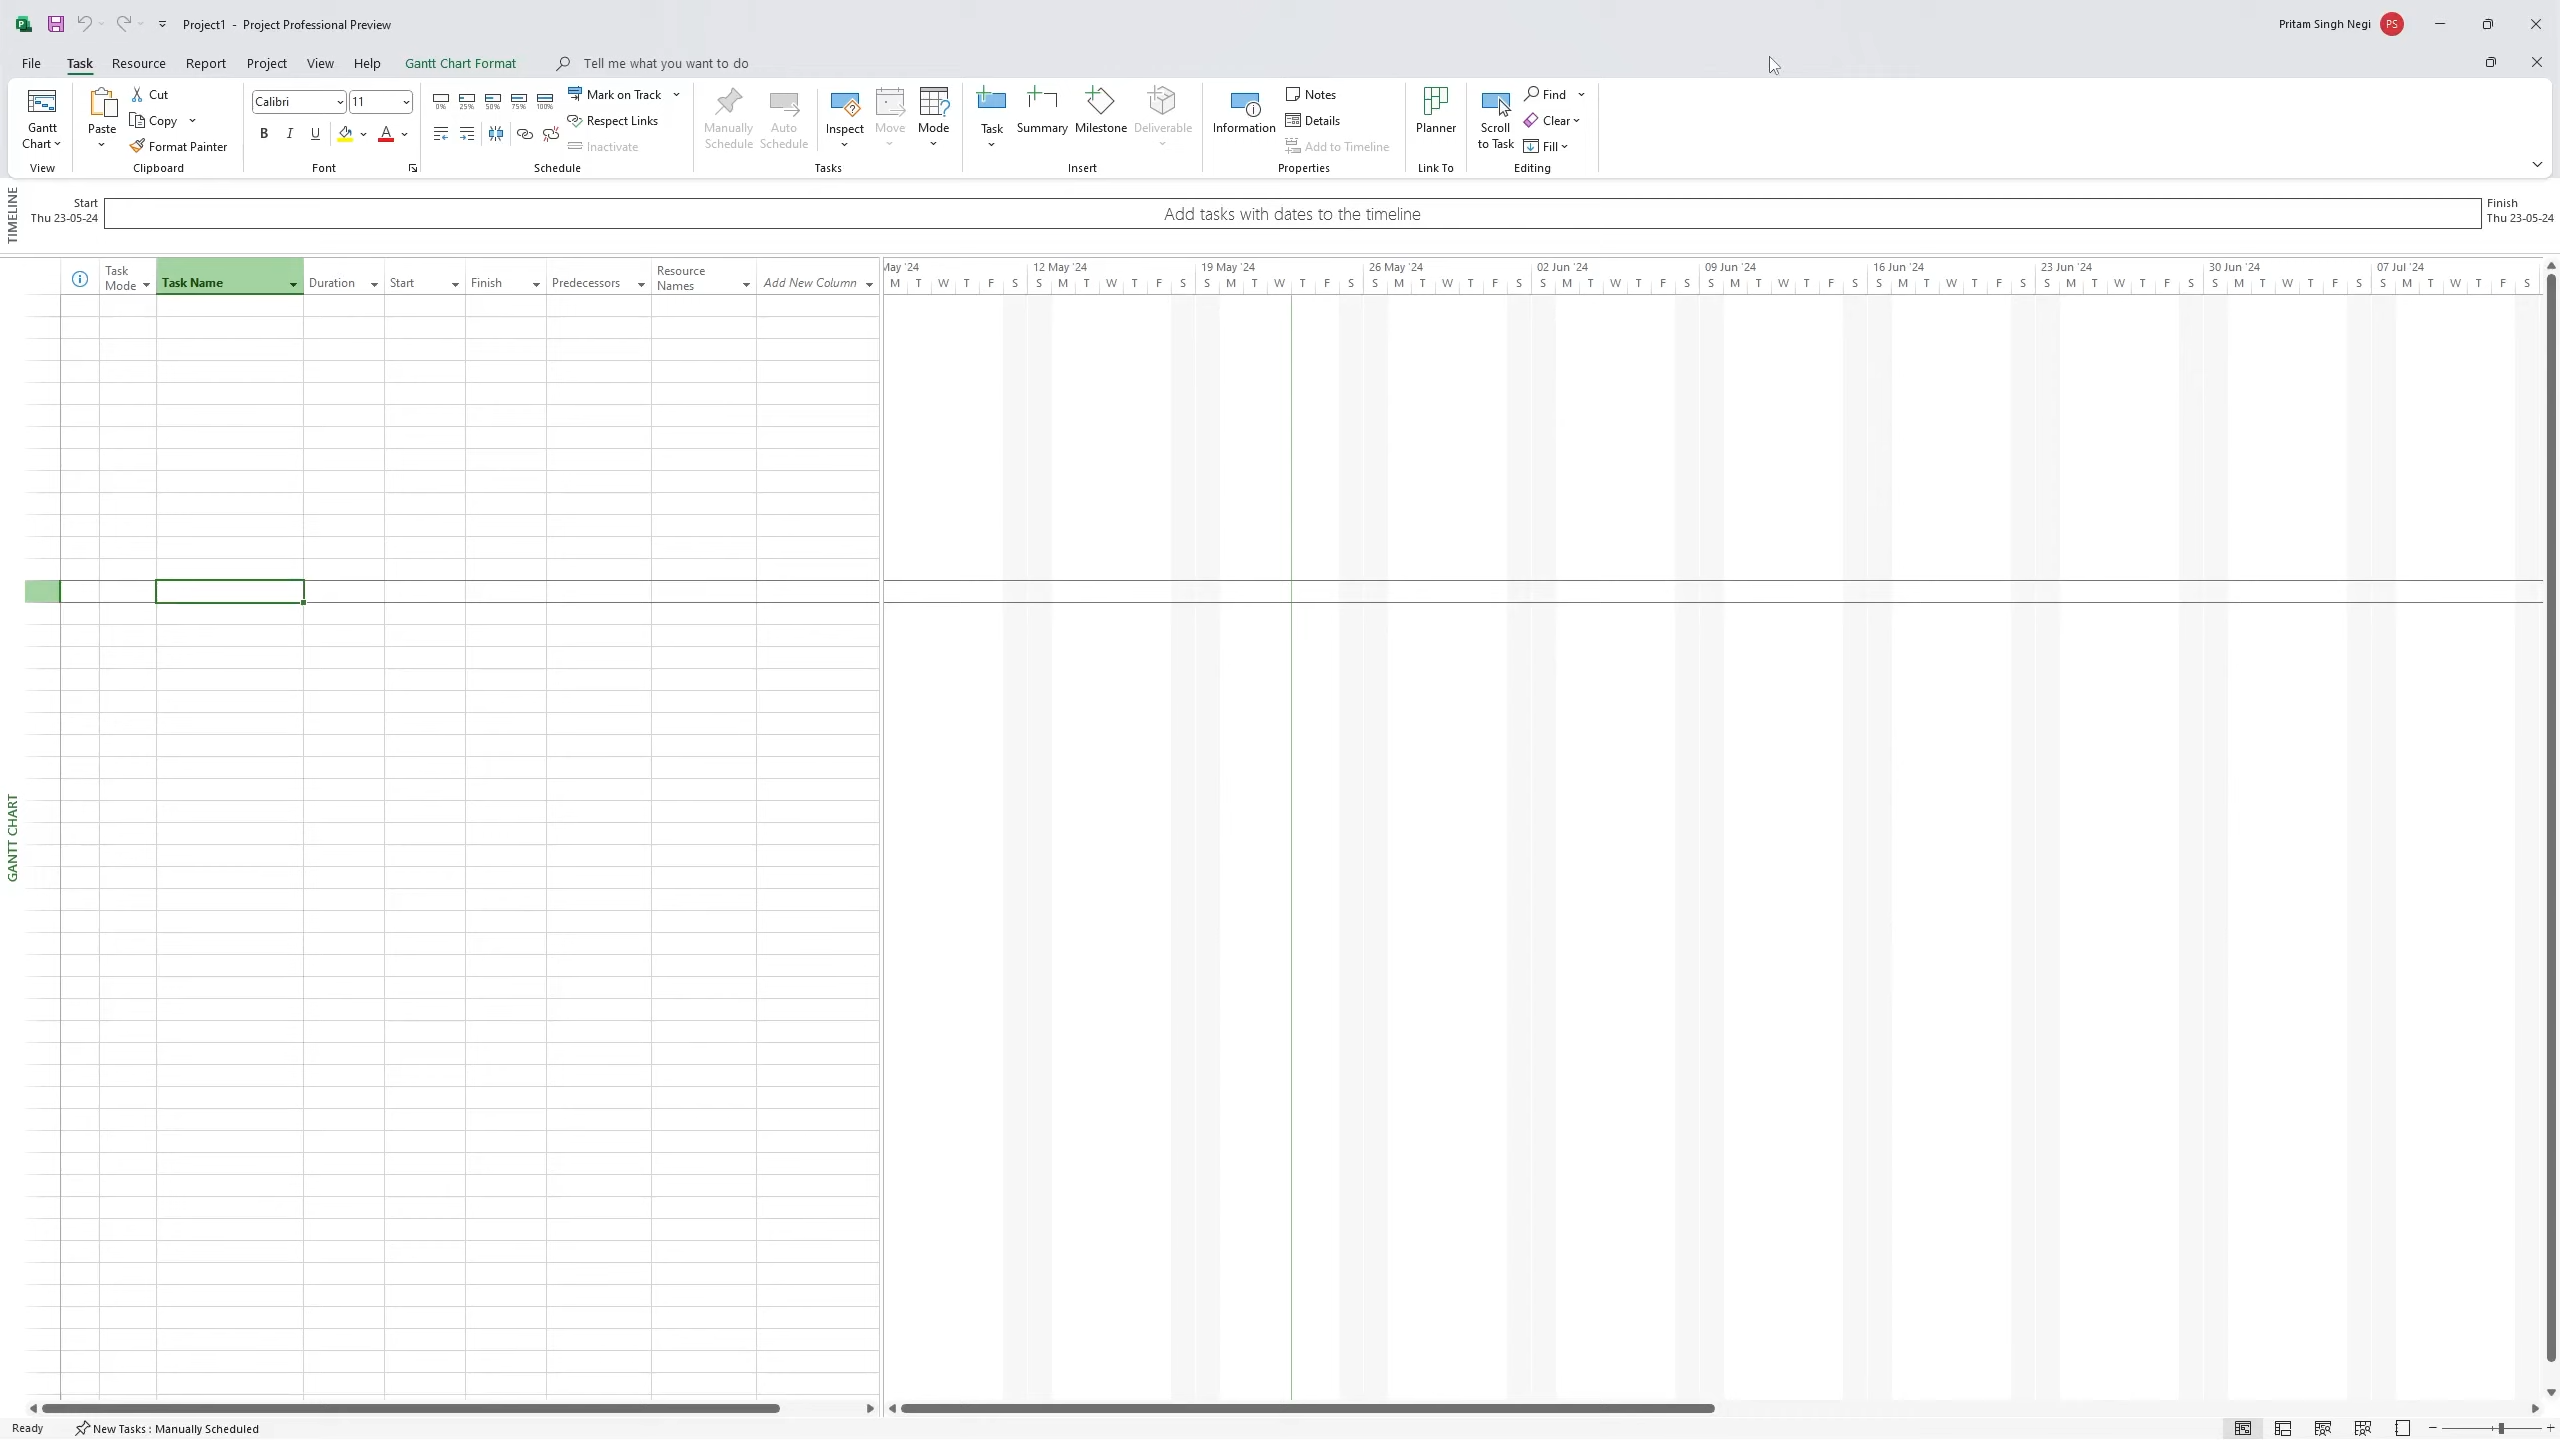 Project1 - Project Professional Preview
Pritam Singh Negi PS
File Task Resource Report Project View Help Gantt Chart Format Tell me what you want to do
Gantt Chart
View
Paste
Cut
Copy
Format Painter
Clipboard
Calibri 11
B I U A
Font
0% 25% 50% 75% 100%
Mark on Track
Respect Links
Inactivate
Schedule
Manually Schedule
Auto Schedule
Inspect
Move
Mode
Tasks
Task
Summary
Milestone
Deliverable
Insert
Information
Notes
Details
Add to Timeline
Properties
Planner
Link To
Scroll to Task
Find
Clear
Fill
Editing
TIMELINE
Start
Thu 23-05-24
Add tasks with dates to the timeline
Finish
Thu 23-05-24
Task Mode
Task Name
Duration
Start
Finish
Predecessors
Resource Names
Add New Column
May '24 12 May '24 19 May '24 26 May '24 02 Jun '24 09 Jun '24 16 Jun '24 23 Jun '24 30 Jun '24 07 Jul '24
M T W T F S S M T W T F S S M T W T F S S M T W T F S S M T W T F S S M T W T F S S M T W T F S S M T W T F S S M T W T F S S M T W T F S
GANTT CHART
Ready
New Tasks : Manually Scheduled